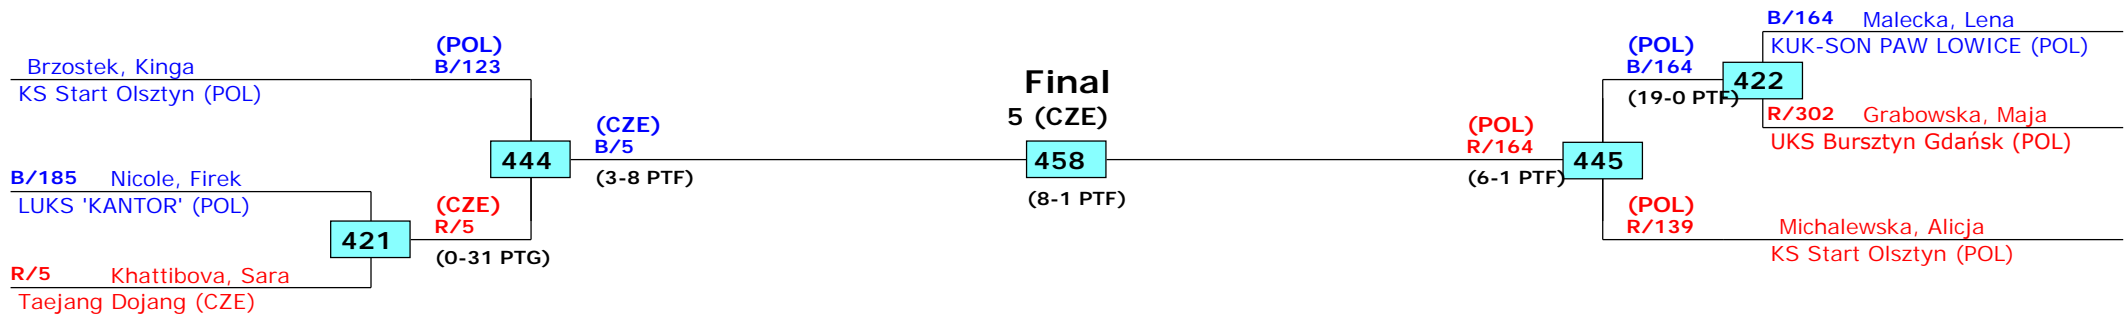 Brzostek, Kinga
KS Start Olsztyn (POL)
B/185 Nicole, Firek
LUKS 'KANTOR' (POL)
R/5 Khattibova, Sara
Taejang Dojang (CZE)
421
(POL)
B/123
(CZE)
R/5
(0-31 PTG)
444
(CZE)
B/5
(3-8 PTF)
Final
5 (CZE)
458
(8-1 PTF)
(POL)
R/164
(6-1 PTF)
445
(POL)
B/164
(19-0 PTF)
(POL)
R/139
422
B/164 Malecka, Lena
KUK-SON PAW LOWICE (POL)
R/302 Grabowska, Maja
UKS Bursztyn Gdańsk (POL)
Michalewska, Alicja
KS Start Olsztyn (POL)